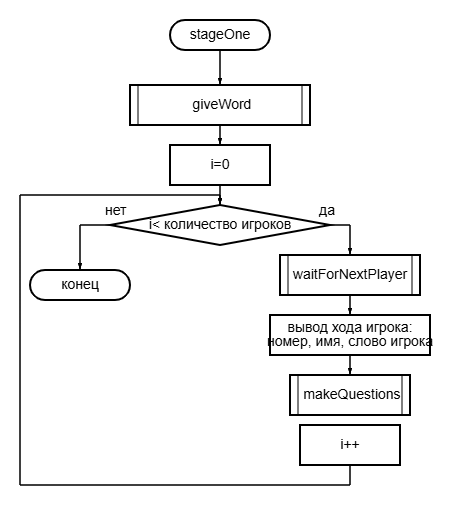 stageOne
giveWord
i=0
нет
да
i< количество игроков
waitForNextPlayer
конец
вывод хода игрока:
номер, имя, слово игрока
makeQuestions
i++